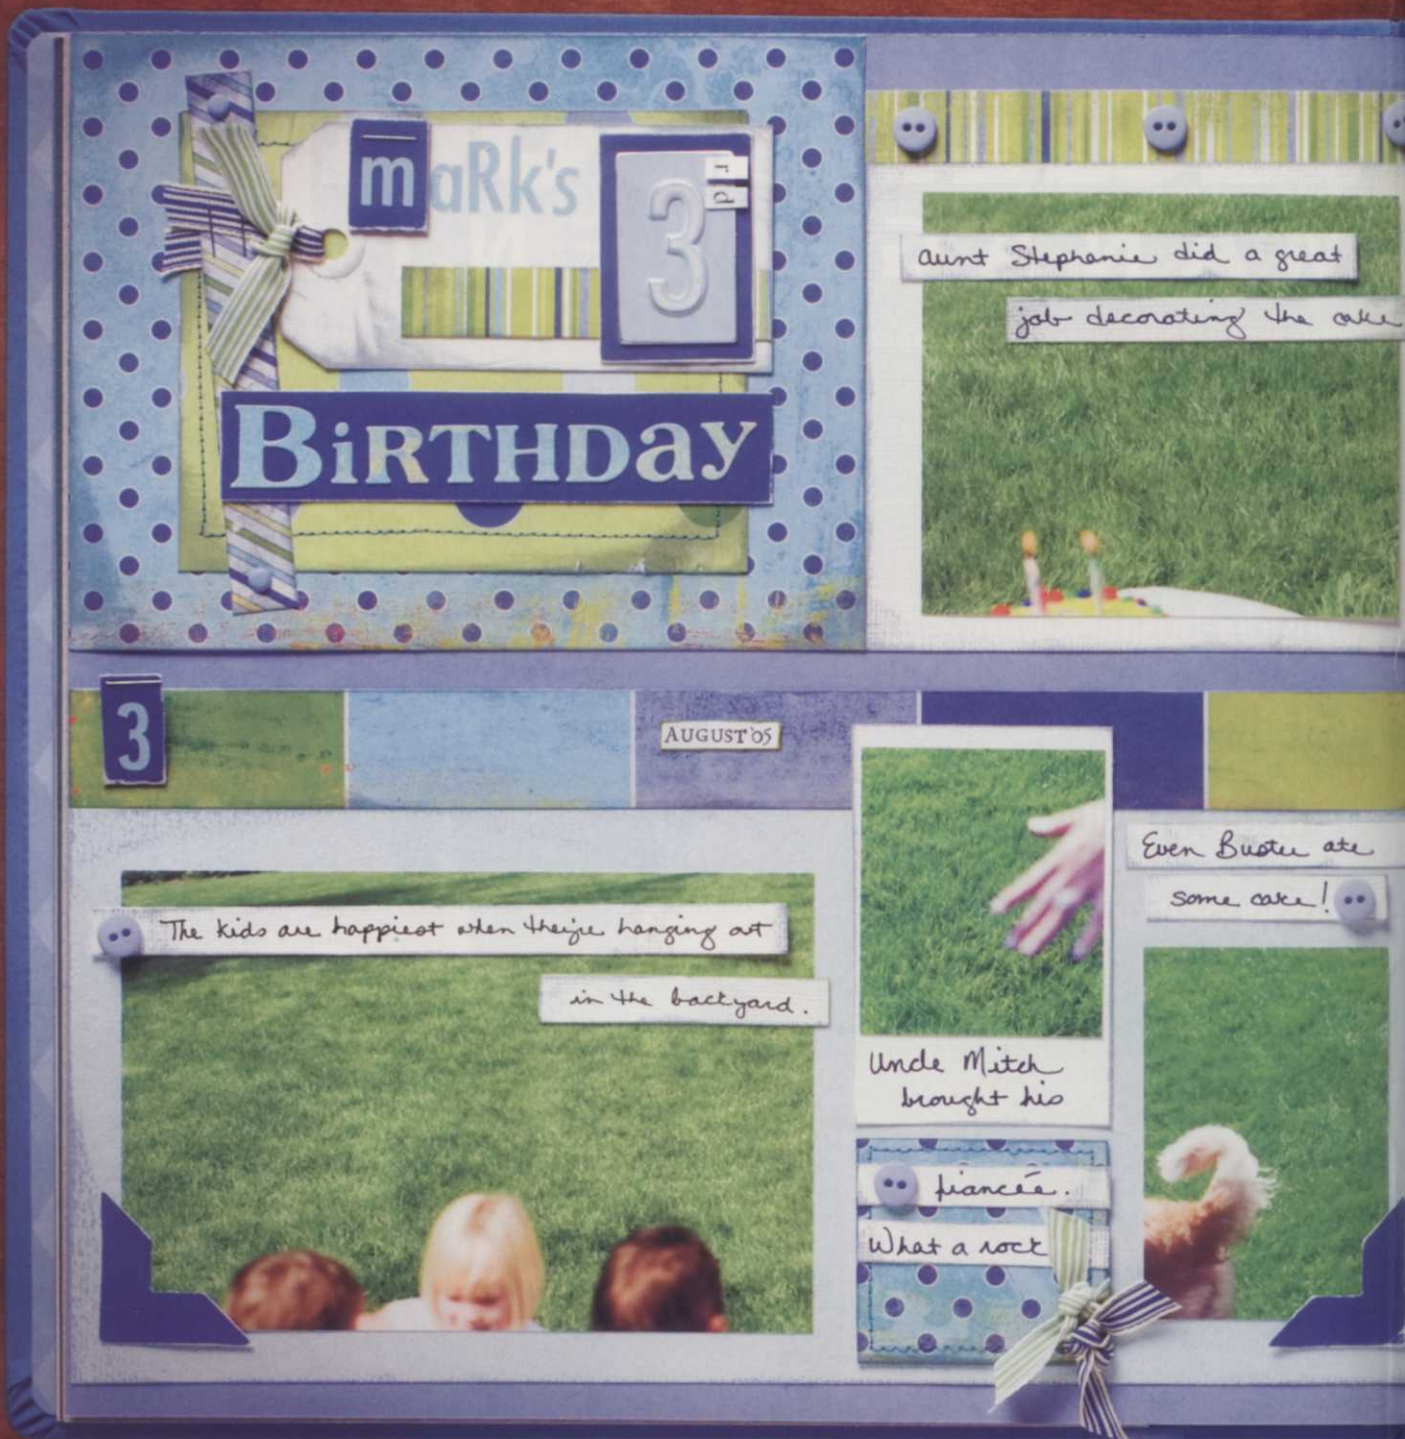 maRk's
3
rd
BiRTHDay
aunt Stephanie did a great
job decorating the cake
3
AUGUST '05
The kids are happiest when they're hanging out
in the backyard.
Uncle Mitch
brought his
fiancée.
What a rock
Even Buster ate
some cake!